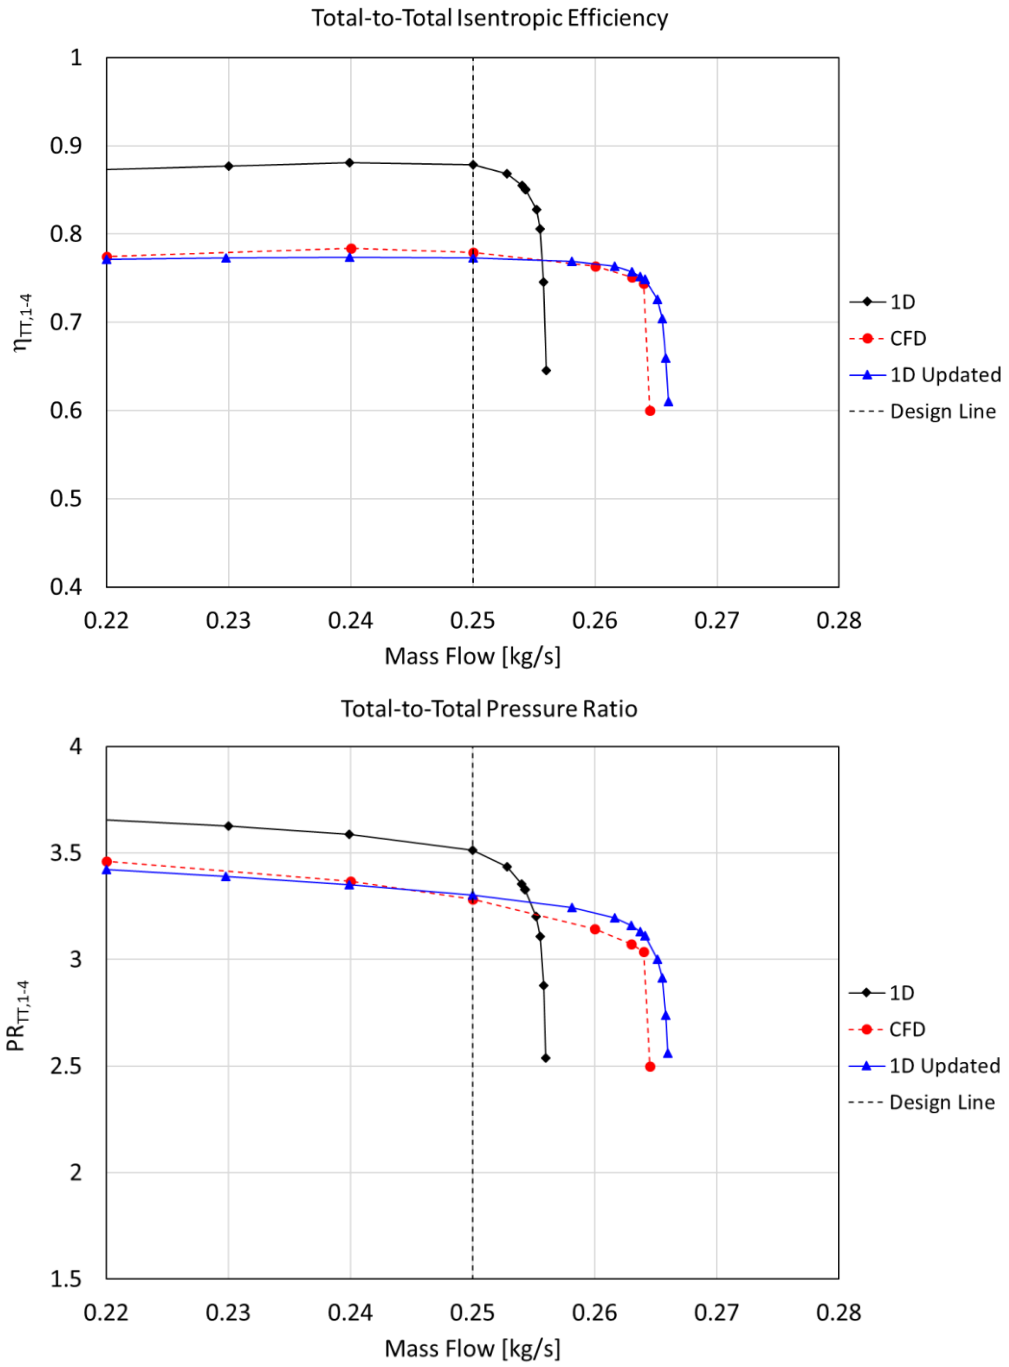 Total-to-Total Isentropic Efficiency
1
0.9
0.8
0.7
0.6
0.5
0.4
ηTT,1-4
0.22 0.23 0.24 0.25 0.26 0.27 0.28
Mass Flow [kg/s]
1D
CFD
1D Updated
Design Line
Total-to-Total Pressure Ratio
4
3.5
3
2.5
2
1.5
PRTT,1-4
0.22 0.23 0.24 0.25 0.26 0.27 0.28
Mass Flow [kg/s]
1D
CFD
1D Updated
Design Line